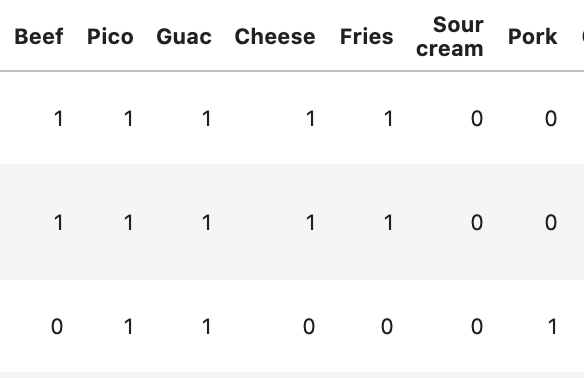 Beef Pico Guac Cheese Fries Sour cream Pork
1 1 1 1 1 0 0
1 1 1 1 1 0 0
0 1 1 0 0 0 1